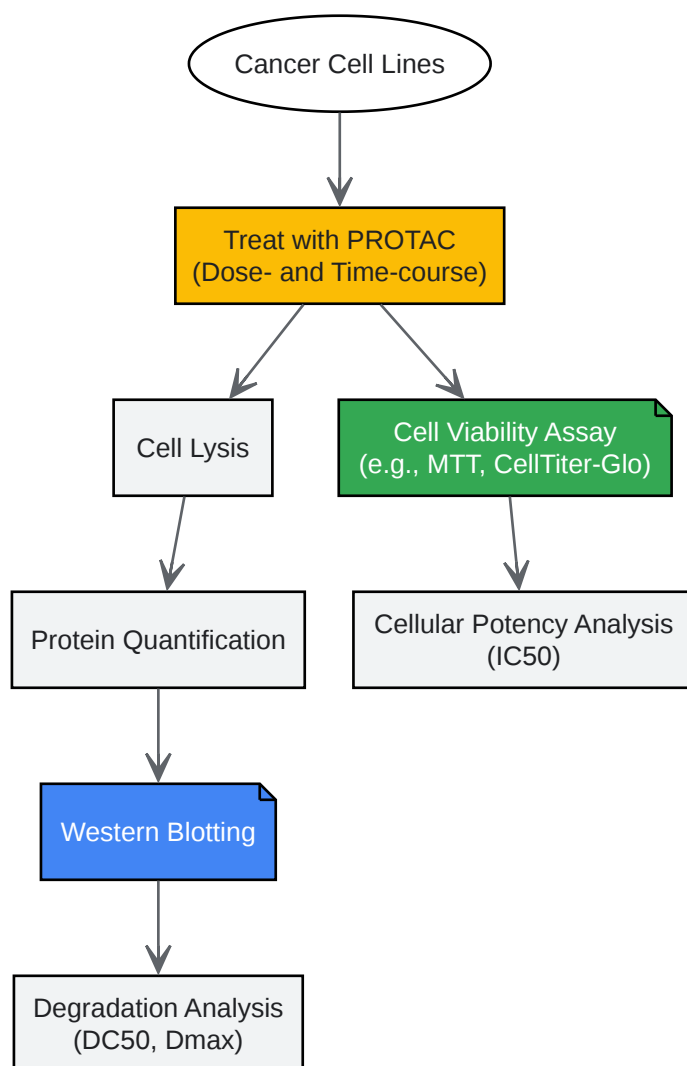 Cancer Cell Lines
Treat with PROTAC
(Dose- and Time-course)
Cell Lysis
Cell Viability Assay
(e.g., MTT, CellTiter-Glo)
Protein Quantification
Cellular Potency Analysis
(IC50)
Western Blotting
Degradation Analysis
(DC50, Dmax)